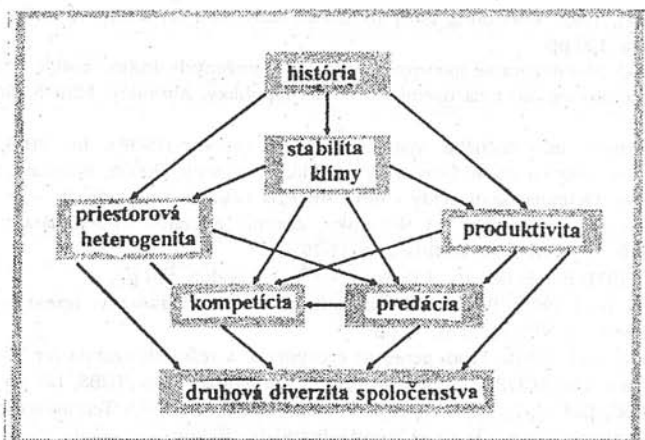 história
stabilita
klímy
priestorová
heterogenita
produktivita
kompetícia
predácia
druhová diverzita spoločenstva